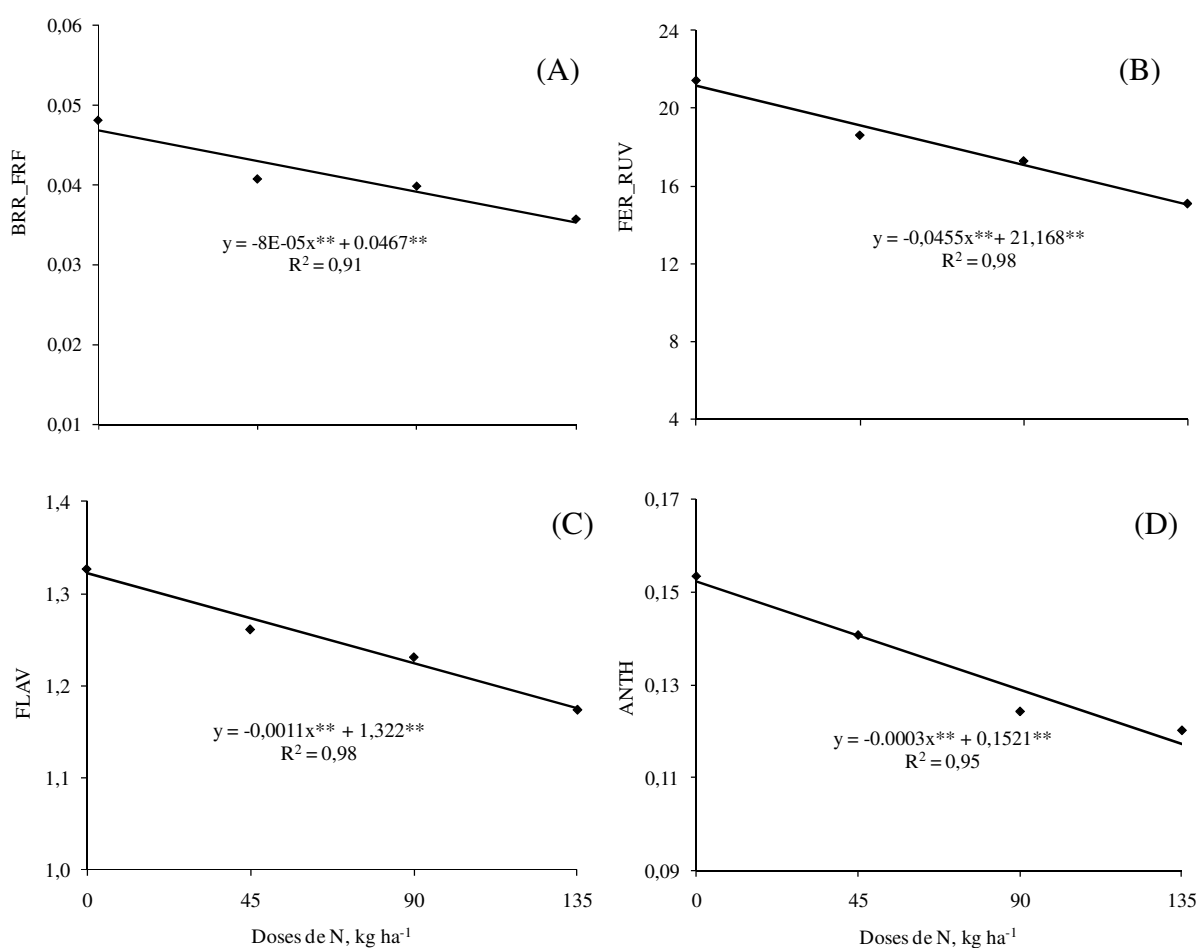 (A)
0,06
0,05
0,04
0,03
0,02
0,01
BRR_FRF
y = -8E-05x** + 0.0467**
R² = 0,91
(B)
24
20
16
12
8
4
FER_RUV
y = -0,0455x**+ 21,168**
R² = 0,98
(C)
1,4
1,3
1,2
1,1
1,0
FLAV
y = -0,0011x** + 1,322**
R² = 0,98
0 45 90 135
Doses de N, kg ha⁻¹
(D)
0,17
0,15
0,13
0,11
0,09
ANTH
y = -0.0003x** + 0,1521**
R² = 0,95
0 45 90 135
Doses de N, kg ha⁻¹